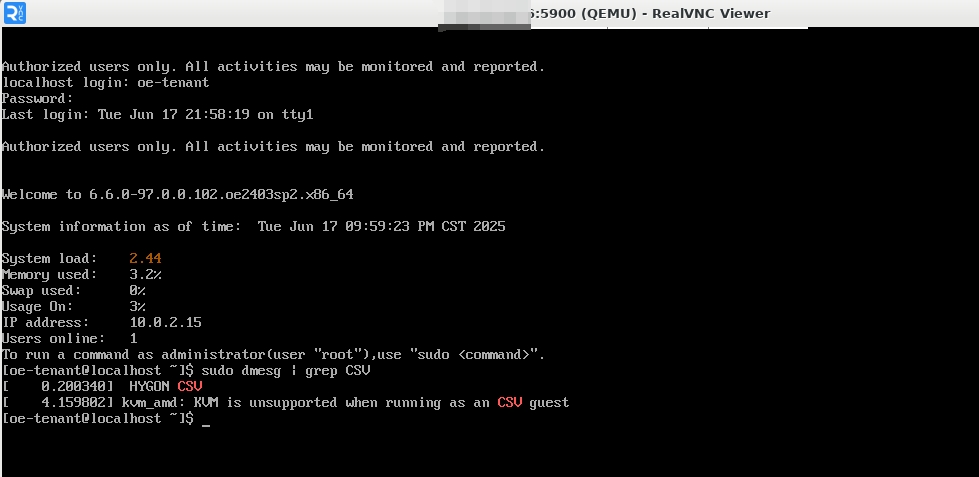 :5900 (QEMU) - RealVNC Viewer
Authorized users only. All activities may be monitored and reported.
localhost login: oe-tenant
Password:
Last login: Tue Jun 17 21:58:19 on tty1
Authorized users only. All activities may be monitored and reported.
Welcome to 6.6.0-97.0.0.102.oe2403sp2.x86_64
System information as of time:  Tue Jun 17 09:59:23 PM CST 2025
System load:    2.44
Memory used:    3.2%
Swap used:      0%
Usage On:       3%
IP address:     10.0.2.15
Users online:   1
To run a command as administrator(user "root"),use "sudo <command>".
[oe-tenant@localhost ~]$ sudo dmesg | grep CSV
[    0.200340]  HYGON CSV
[    4.159802] kvm_amd: KVM is unsupported when running as an CSV guest
[oe-tenant@localhost ~]$ _